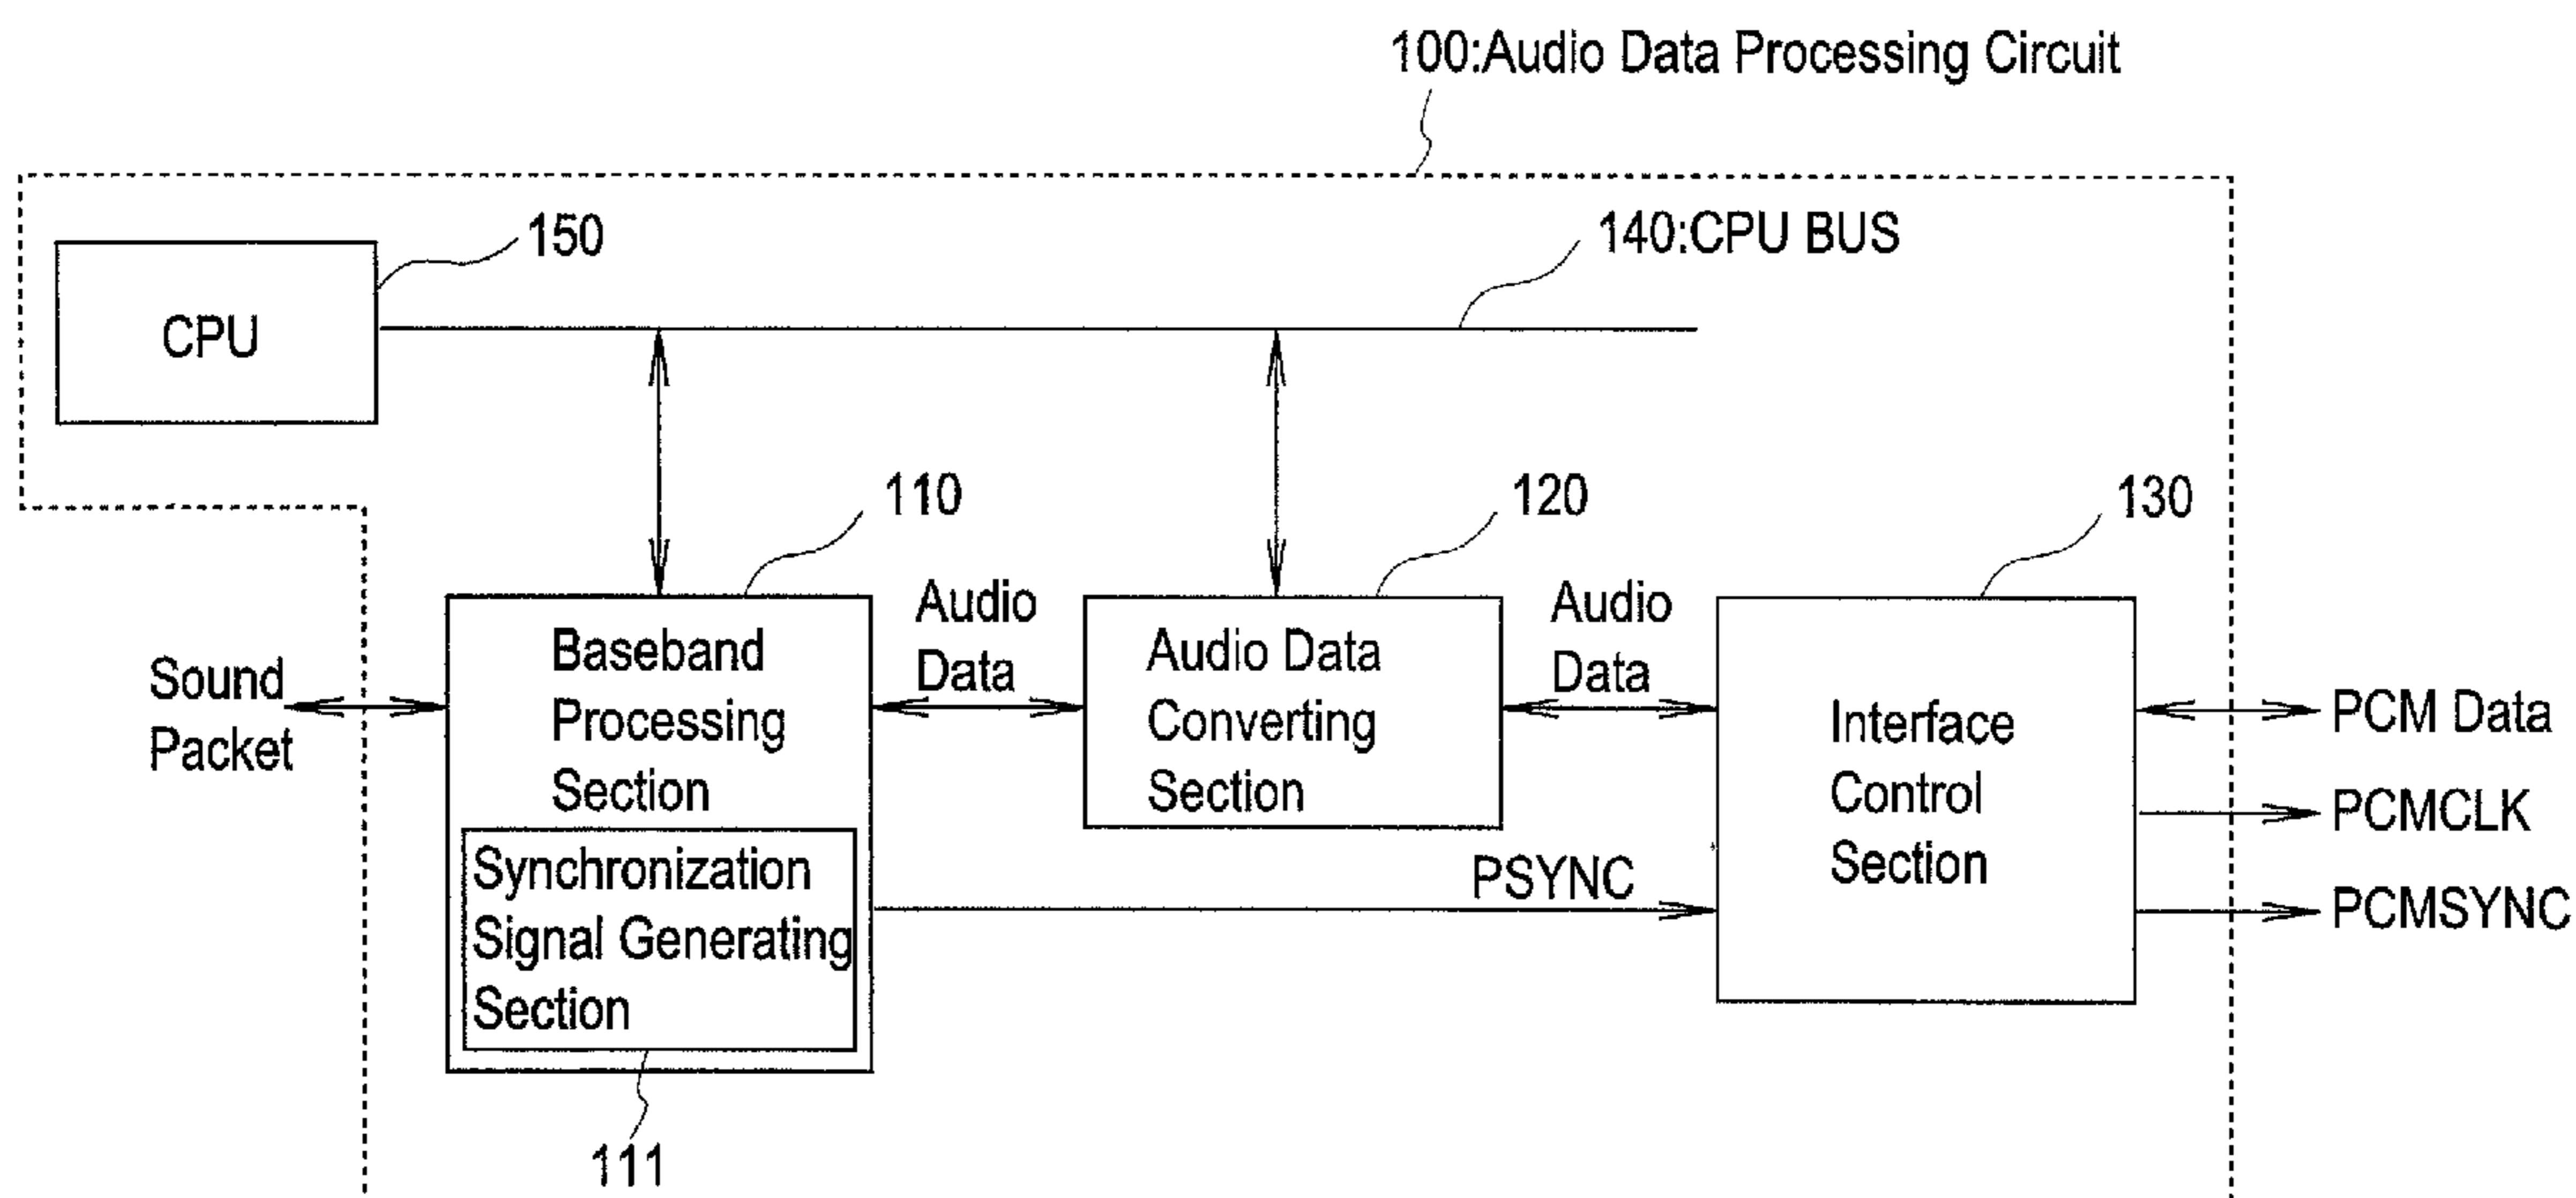 100:Audio Data Processing Circuit
150
140:CPU BUS
CPU
110
120
130
Sound
Packet
Baseband
Processing
Section
Audio
Data
Audio Data
Converting
Section
Audio
Data
Interface
Control
Section
PCM Data
PCMCLK
PCMSYNC
PSYNC
Synchronization
Signal Generating
Section
111